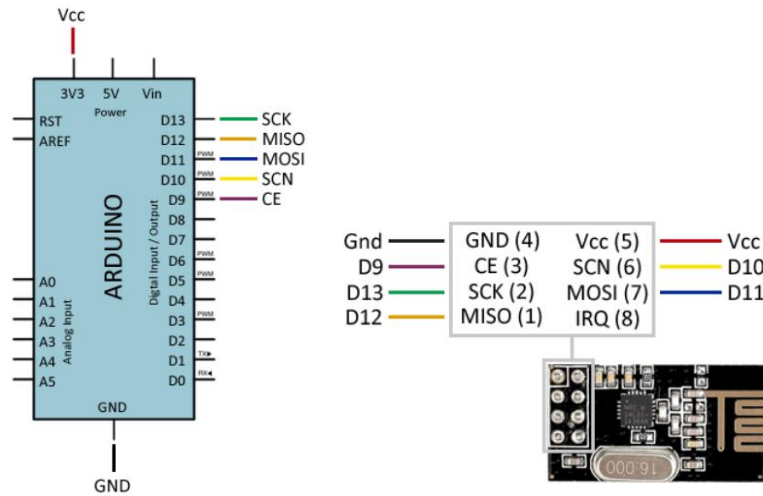 Vcc
3V3 5V Vin
Power
RST
AREF
D13 SCK
D12 MISO
PWM D11 MOSI
PWM D10 SCN
PWM D9 CE
D8
D7
PWM D6
PWM D5
D4
PWM D3
D2
TX D1
RX D0
ARDUINO
Digtal Input / Output
A0
A1
A2
A3
A4
A5
Analog Input
GND
GND
Gnd GND (4) Vcc (5) Vcc
D9 CE (3) SCN (6) D10
D13 SCK (2) MOSI (7) D11
D12 MISO (1) IRQ (8)
16.000